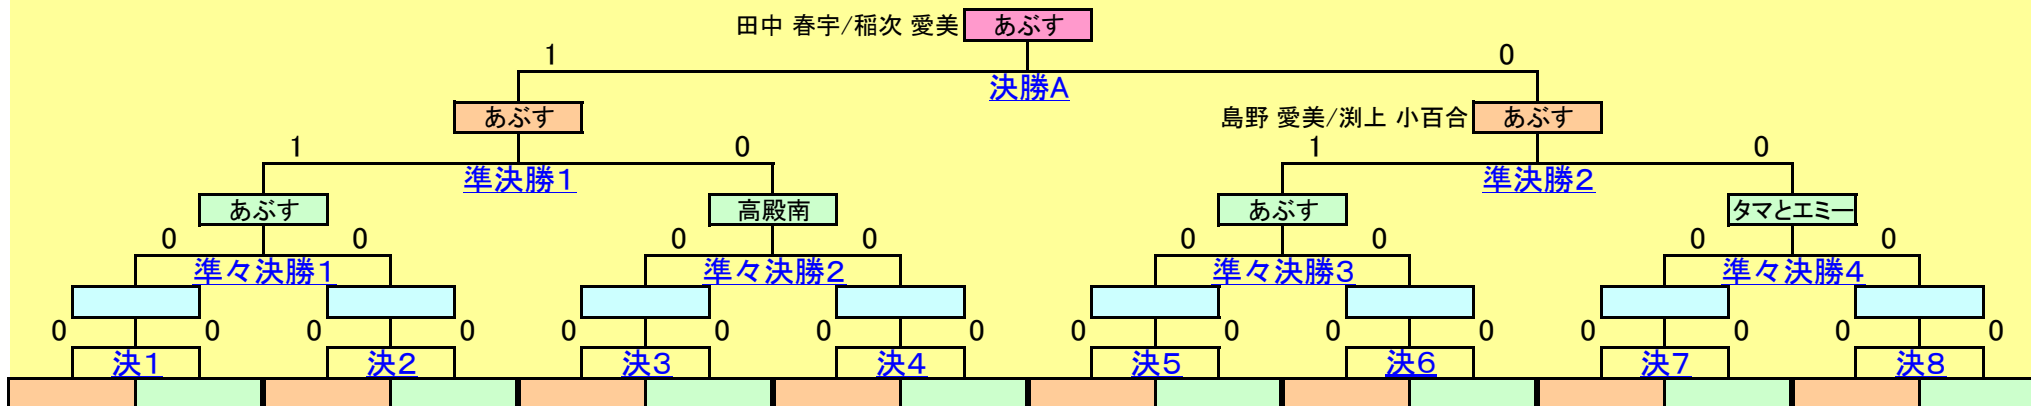 田中 春宇/稲次 愛美 あぶす
1 0
決勝A
あぶす 島野 愛美/渕上 小百合 あぶす
1 0 1 0
準決勝1 準決勝2
あぶす 高殿南 あぶす タマとエミー
0 0 0 0 0 0 0 0
準々決勝1 準々決勝2 準々決勝3 準々決勝4
0 0 0 0 0 0 0 0 0 0 0 0 0 0 0 0
決1 決2 決3 決4 決5 決6 決7 決8